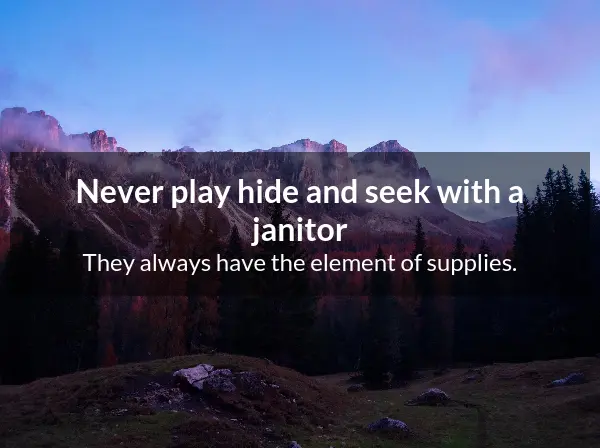 Never play hide and seek with a
janitor
They always have the element of supplies.